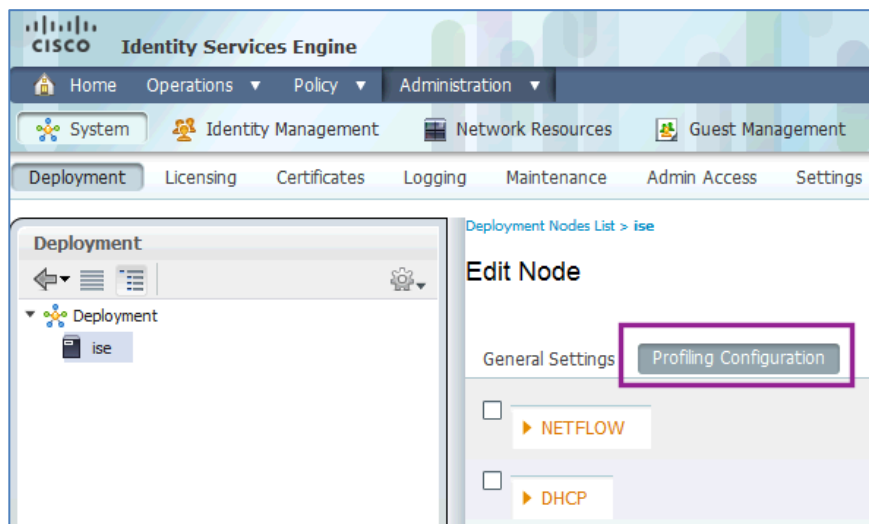 CISCO Identity Services Engine
Home Operations Policy Administration
System Identity Management Network Resources Guest Management
Deployment Licensing Certificates Logging Maintenance Admin Access Settings
Deployment
Deployment
ise
Deployment Nodes List > ise
Edit Node
General Settings Profiling Configuration
NETFLOW
DHCP